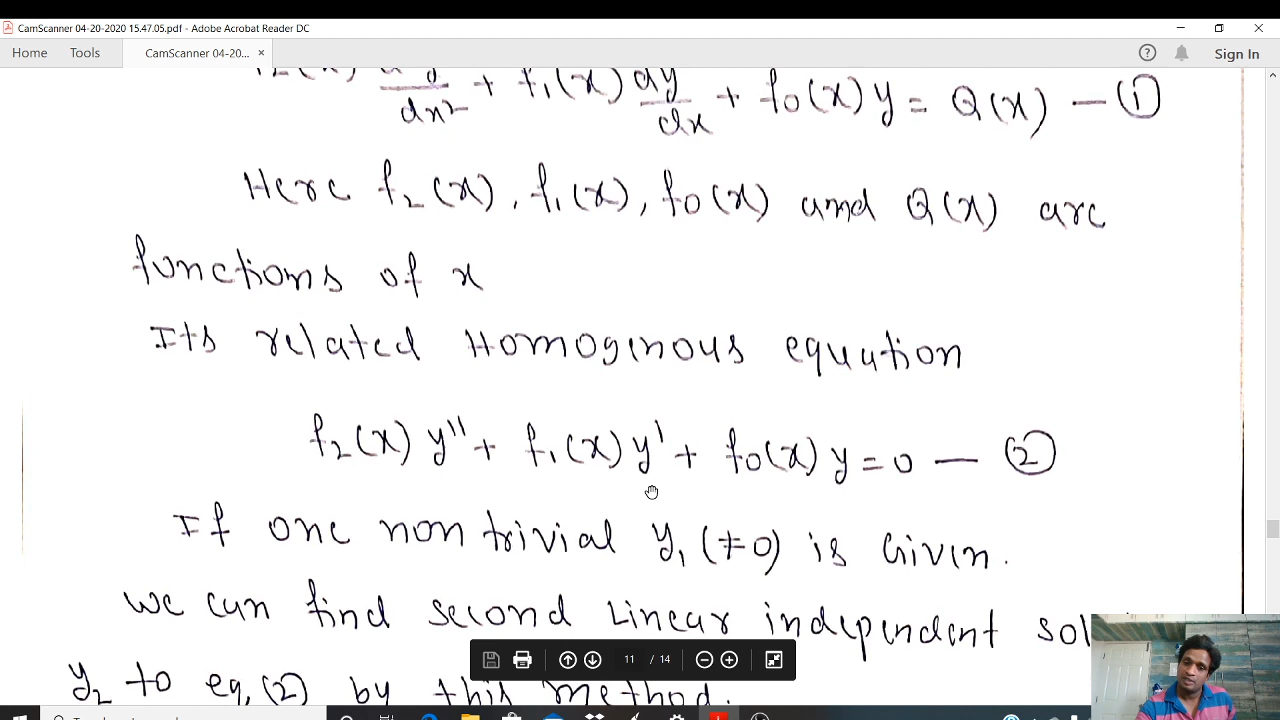 CamScanner 04-20-2020 15.47.05.pdf - Adobe Acrobat Reader DC
Home Tools CamScanner 04-20... × Sign In
dx² + f₁(x) dy/dx + f₀(x) y = Q(x) — ①
Here f₂(x), f₁(x), f₀(x) and Q(x) are
functions of x
Its related Homoginous equation
f₂(x) y'' + f₁(x) y' + f₀(x) y = 0 — ②
If one non trivial y₁ (≠0) is Given.
We can find second Linear independent sol
11 / 14
y₂ to eq. (2) by this method.